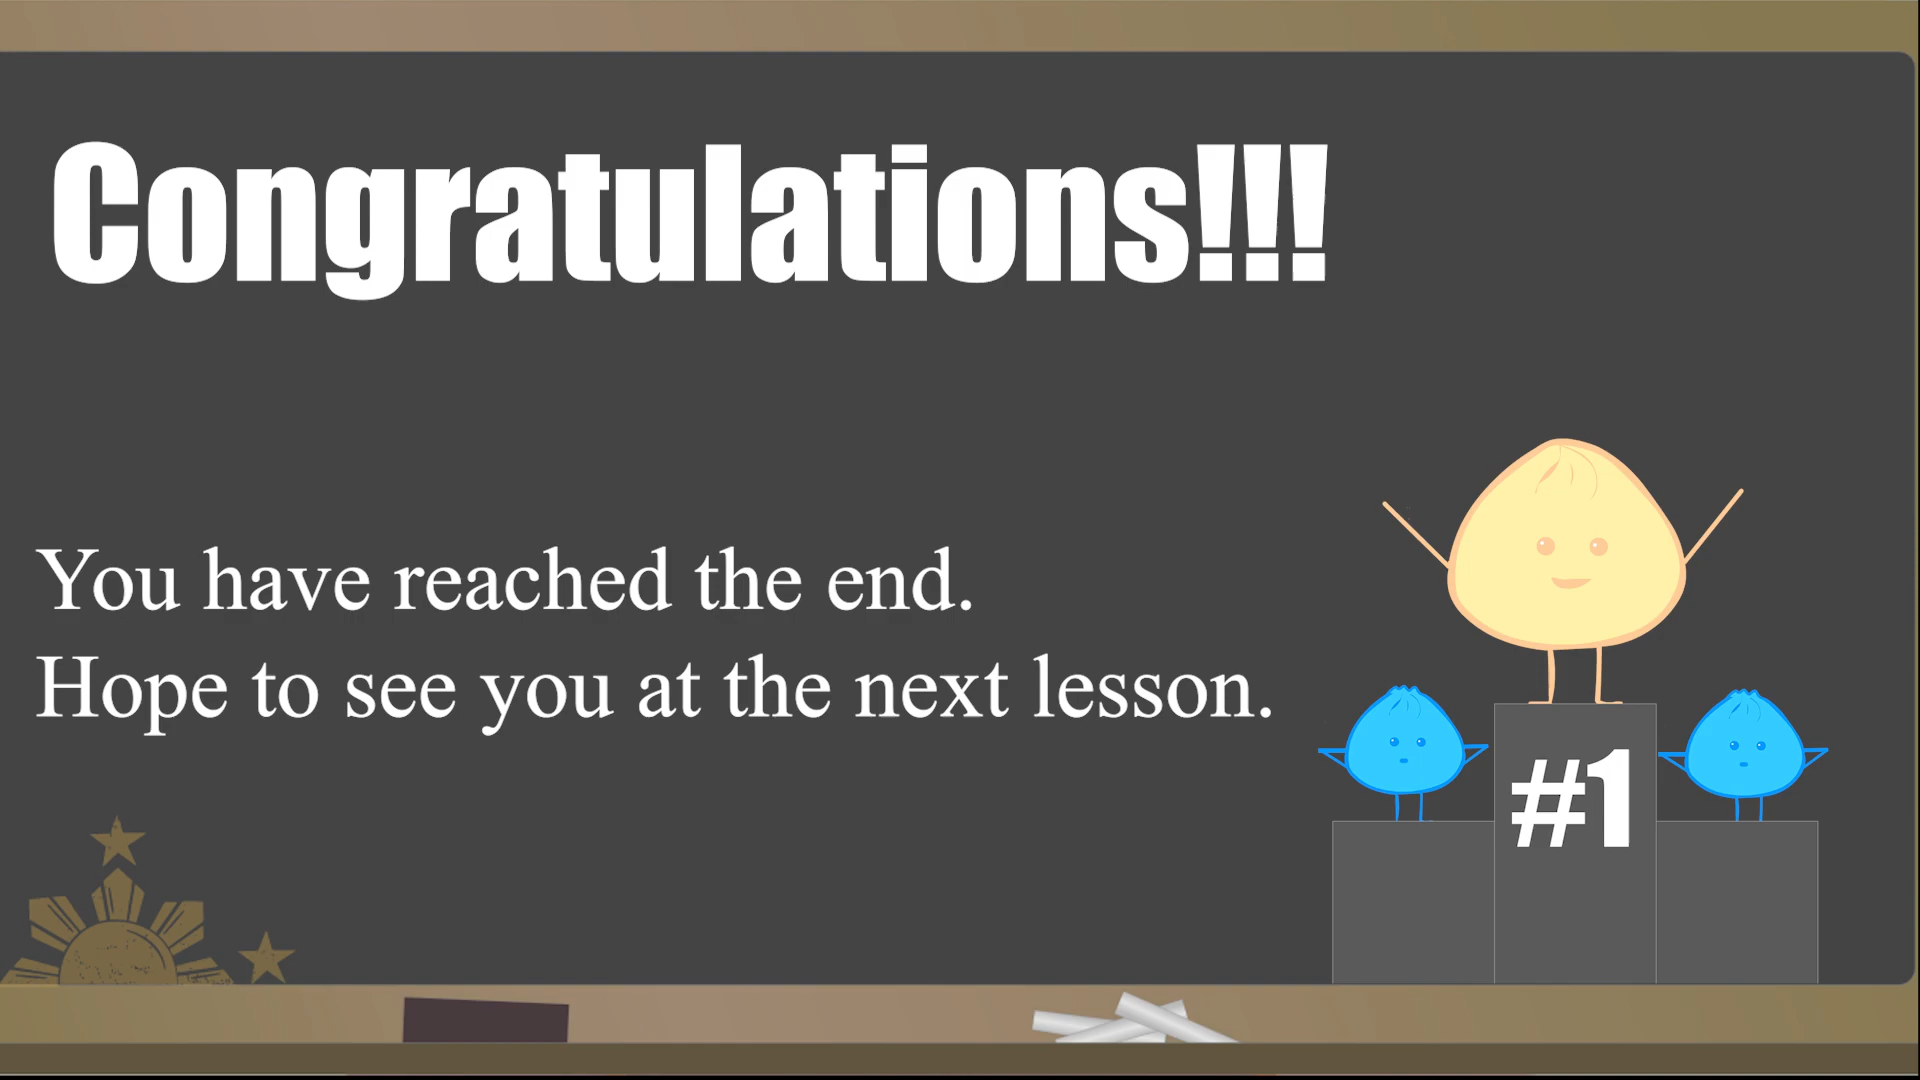 Congratulations!!!
You have reached the end.
Hope to see you at the next lesson.
#1